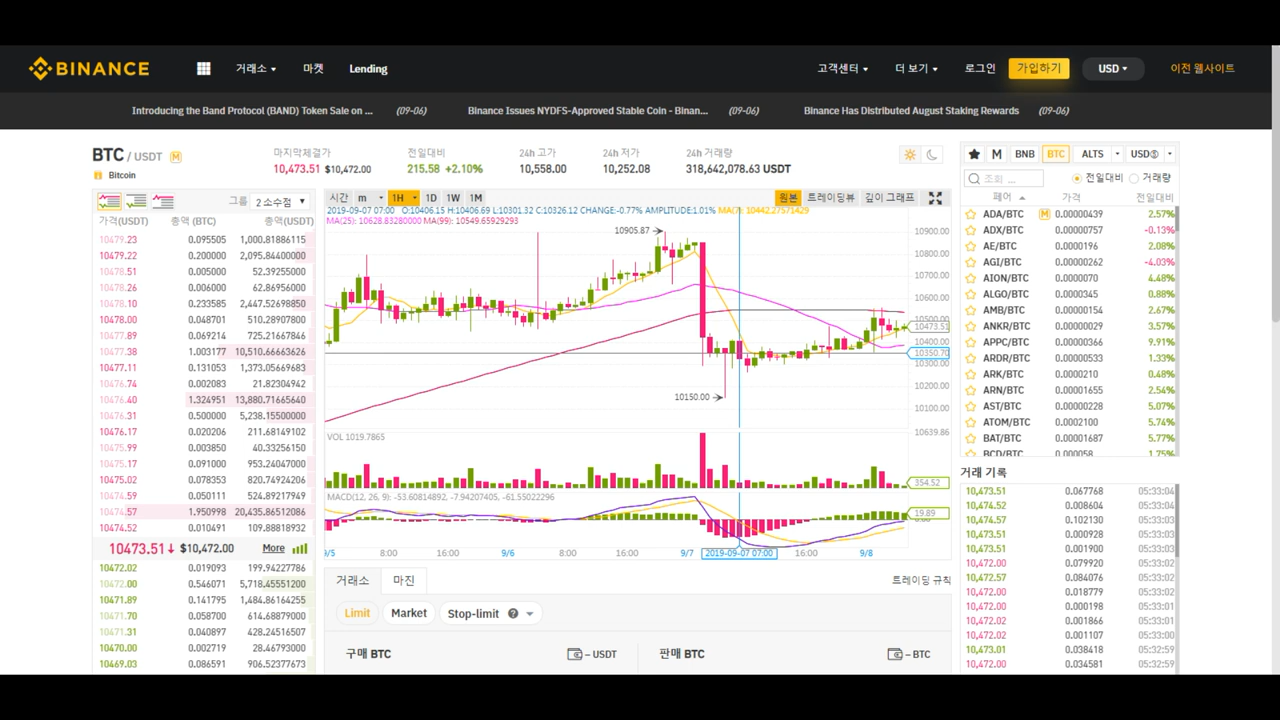 BINANCE
거래소 마켓 Lending 고객센터 더 보기 로그인 가입하기 USD 이전 웹사이트
Introducing the Band Protocol (BAND) Token Sale on ... (09-06) Binance Issues NYDFS-Approved Stable Coin - Binan... (09-06) Binance Has Distributed August Staking Rewards (09-06)
BTC / USDT M
Bitcoin
마지막체결가 전일대비 24h 고가 24h 저가 24h 거래량
10,473.51 $10,472.00 215.58 +2.10% 10,558.00 10,252.08 318,642,078.63 USDT
그룹 2 소수점
가격(USDT) 총액 (BTC) 총액(USDT)
10479.23 0.095505 1,000.81886115
10479.22 0.200000 2,095.84400000
10478.51 0.005000 52.39255000
10478.28 0.006000 62.86956000
10478.10 0.233585 2,447.52698850
10478.00 0.048701 510.28907800
10477.86 0.069213 725.21667846
10477.38 1.003177 10,510.66663626
10477.11 0.131053 1,373.05669683
10476.74 0.002083 21.82304942
10476.40 1.324951 13,880.71665640
10476.31 0.500000 5,238.15500000
10476.17 0.020206 211.68149102
10475.99 0.003850 40.33256150
10475.17 0.091000 953.24047000
10475.02 0.078353 820.74924206
10474.59 0.050111 524.89217949
10474.57 1.950998 20,435.86512086
10474.52 0.010491 109.88818932
10473.51 $10,472.00 More
10472.02 0.019093 199.94227786
10472.00 0.546071 5,718.45551200
10471.89 0.141795 1,484.86164255
10471.70 0.058700 614.68879000
10471.31 0.040897 428.24516507
10470.00 0.002719 28.46793000
10469.03 0.086591 906.52377673
시간 m 1H 1D 1W 1M 원본 트레이딩뷰 깊이 그래프
2019-09-07 07:00 O:10406.15 H:10406.69 L:10301.32 C:10326.12 CHANGE:-0.77% AMPLITUDE:1.01% MA(7): 10442.27571429
MA(25): 10628.83280000 MA(99): 10549.65929293
10905.87
10150.00
10900.00
10800.00
10700.00
10600.00
10500.00
10473.51
10400.00
10350.70
10300.00
10200.00
10100.00
VOL 1019.7865
10639.86
354.52
MACD(12, 26, 9): -53.60814892, -7.94207405, -61.55022296
19.89
9/5 8:00 16:00 9/6 8:00 16:00 9/7 2019-09-07 07:00 16:00 9/8
거래소 마진 트레이딩 규칙
Limit Market Stop-limit ?
구매 BTC – USDT 판매 BTC – BTC
M BNB BTC ALTS USDⓈ
조회 ... 전일대비 거래량
페어 가격 전일대비
ADA/BTC M 0.00000439 2.57%
ADX/BTC 0.00000757 -0.13%
AE/BTC 0.0000196 2.08%
AGI/BTC 0.00000262 -4.03%
AION/BTC 0.0000070 4.48%
ALGO/BTC 0.0000345 0.88%
AMB/BTC 0.00000154 2.67%
ANKR/BTC 0.00000029 3.57%
APPC/BTC 0.00000366 9.91%
ARDR/BTC 0.00000533 1.33%
ARK/BTC 0.0000210 0.48%
ARN/BTC 0.00001655 2.54%
AST/BTC 0.00000228 5.07%
ATOM/BTC 0.0002100 5.74%
BAT/BTC 0.00001687 5.77%
BCD/BTC 0.000058 1.75%
거래 기록
10,473.51 0.067768 05:33:04
10,474.52 0.008604 05:33:04
10,474.57 0.102130 05:33:03
10,473.51 0.000928 05:33:03
10,473.51 0.001900 05:33:03
10,472.00 0.079920 05:33:02
10,472.57 0.084076 05:33:02
10,472.00 0.018779 05:33:02
10,472.00 0.000198 05:33:01
10,472.02 0.001866 05:33:01
10,472.02 0.001107 05:33:00
10,473.01 0.038418 05:32:59
10,472.00 0.034581 05:32:59